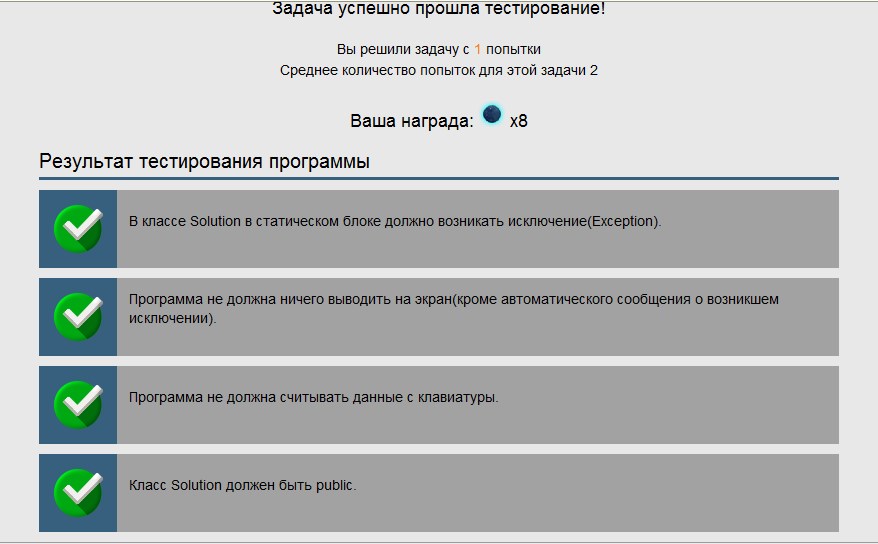 Задача успешно прошла тестирование!
Вы решили задачу с 1 попытки
Среднее количество попыток для этой задачи 2
Ваша награда: x8
Результат тестирования программы
В классе Solution в статическом блоке должно возникать исключение(Exception).
Программа не должна ничего выводить на экран(кроме автоматического сообщения о возникшем
исключении).
Программа не должна считывать данные с клавиатуры.
Класс Solution должен быть public.